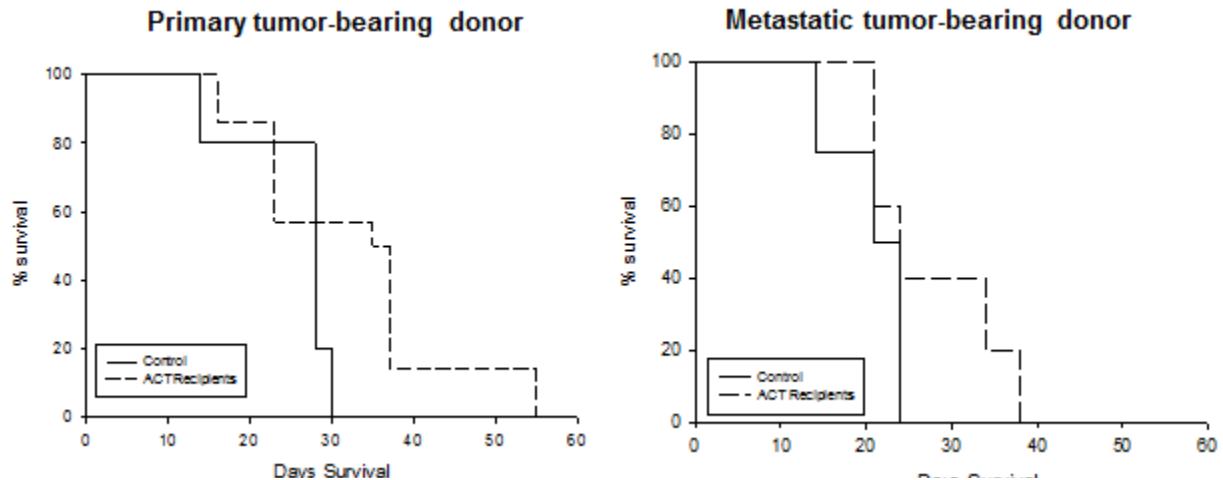 Primary tumor-bearing donor
100
80
60
40
20
0
% survival
Control
ACT Recipients
0 10 20 30 40 50 60
Days Survival
Metastatic tumor-bearing donor
100
80
60
40
20
0
% survival
Control
ACT Recipients
0 10 20 30 40 50 60
Days Survival